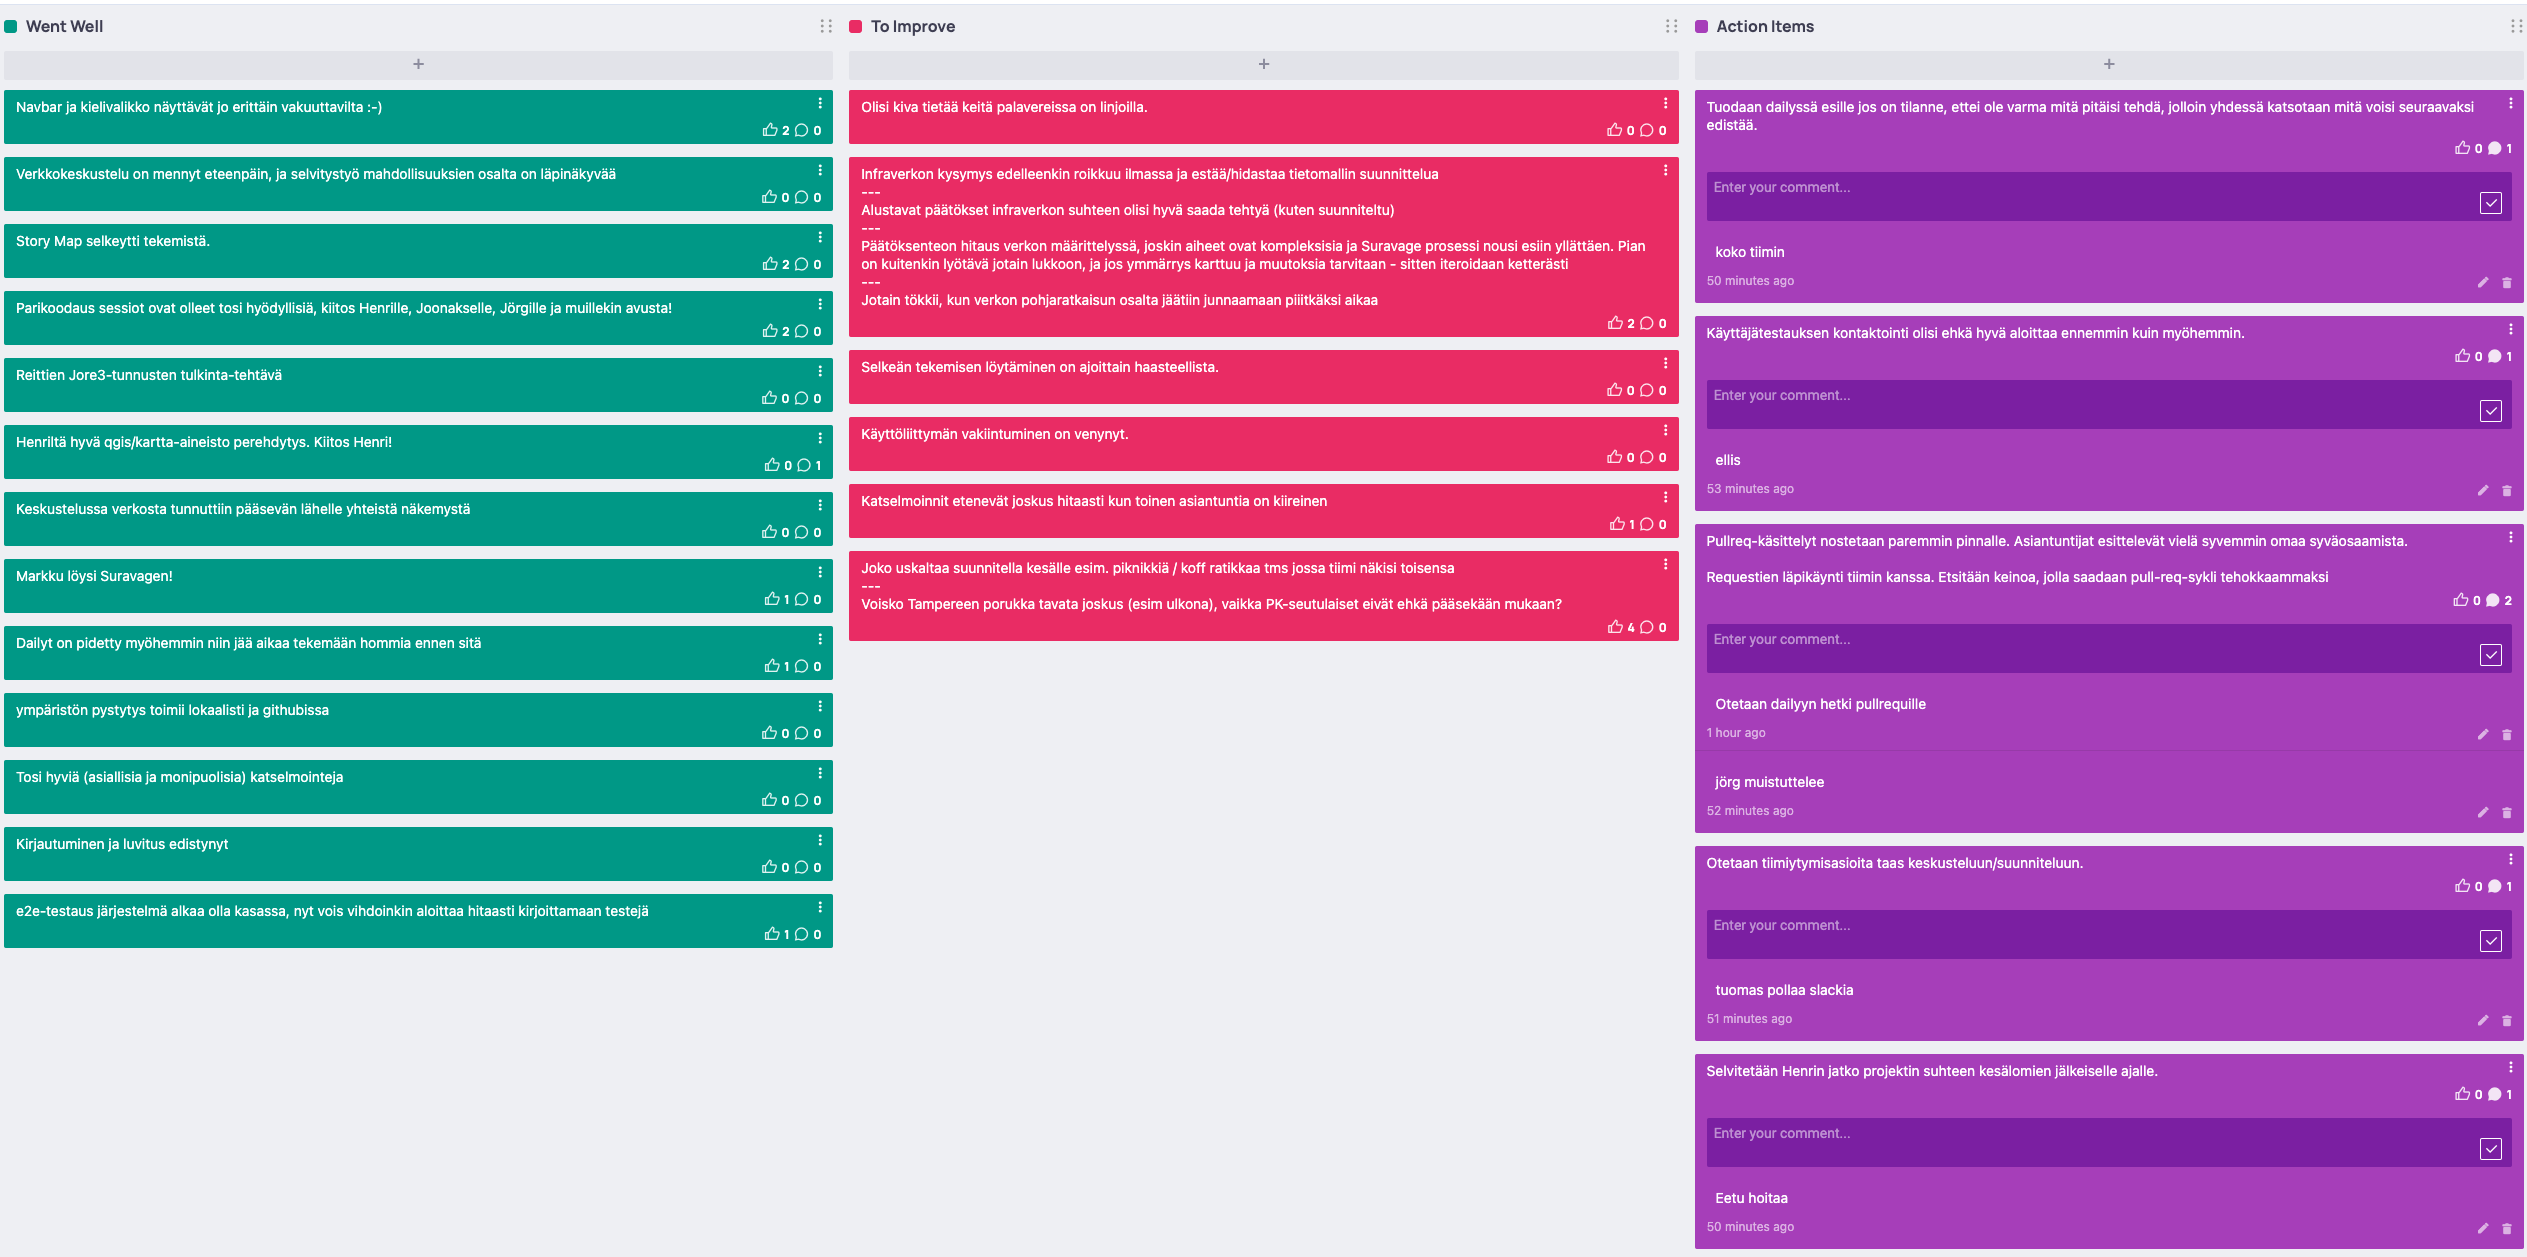 Went Well
+
Navbar ja kielivalikko näyttävät jo erittäin vakuuttavilta :-)
2 0
Verkkokeskustelu on mennyt eteenpäin, ja selvitystyö mahdollisuuksien osalta on läpinäkyvää
0 0
Story Map selkeytti tekemistä.
2 0
Parikoodaus sessiot ovat olleet tosi hyödyllisiä, kiitos Henrille, Joonakselle, Jörgille ja muillekin avusta!
2 0
Reittien Jore3-tunnusten tulkinta-tehtävä
0 0
Henriltä hyvä qgis/kartta-aineisto perehdytys. Kiitos Henri!
0 1
Keskustelussa verkosta tunnuttiin pääsevän lähelle yhteistä näkemystä
0 0
Markku löysi Suravagen!
1 0
Dailyt on pidetty myöhemmin niin jää aikaa tekemään hommia ennen sitä
1 0
ympäristön pystytys toimii lokaalisti ja githubissa
0 0
Tosi hyviä (asiallisia ja monipuolisia) katselmointeja
0 0
Kirjautuminen ja luvitus edistynyt
0 0
e2e-testaus järjestelmä alkaa olla kasassa, nyt vois vihdoinkin aloittaa hitaasti kirjoittamaan testejä
1 0
To Improve
+
Olisi kiva tietää keitä palavereissa on linjoilla.
0 0
Infraverkon kysymys edelleenkin roikkuu ilmassa ja estää/hidastaa tietomallin suunnittelua
---
Alustavat päätökset infraverkon suhteen olisi hyvä saada tehtyä (kuten suunniteltu)
---
Päätöksenteon hitaus verkon määrittelyssä, joskin aiheet ovat kompleksisia ja Suravage prosessi nousi esiin yllättäen. Pian
on kuitenkin lyötävä jotain lukkoon, ja jos ymmärrys karttuu ja muutoksia tarvitaan - sitten iteroidaan ketterästi
---
Jotain tökkii, kun verkon pohjaratkaisun osalta jäätiin junnaamaan piiitkäksi aikaa
2 0
Selkeän tekemisen löytäminen on ajoittain haasteellista.
0 0
Käyttöliittymän vakiintuminen on venynyt.
0 0
Katselmoinnit etenevät joskus hitaasti kun toinen asiantuntia on kiireinen
1 0
Joko uskaltaa suunnitella kesälle esim. piknikkiä / koff ratikkaa tms jossa tiimi näkisi toisensa
---
Voisko Tampereen porukka tavata joskus (esim ulkona), vaikka PK-seutulaiset eivät ehkä pääsekään mukaan?
4 0
Action Items
+
Tuodaan dailyssä esille jos on tilanne, ettei ole varma mitä pitäisi tehdä, jolloin yhdessä katsotaan mitä voisi seuraavaksi
edistää.
0 1
Enter your comment...
koko tiimin
50 minutes ago
Käyttäjätestauksen kontaktointi olisi ehkä hyvä aloittaa ennemmin kuin myöhemmin.
0 1
Enter your comment...
ellis
53 minutes ago
Pullreq-käsittelyt nostetaan paremmin pinnalle. Asiantuntijat esittelevät vielä syvemmin omaa syväosaamista.
Requestien läpikäynti tiimin kanssa. Etsitään keinoa, jolla saadaan pull-req-sykli tehokkaammaksi
0 2
Enter your comment...
Otetaan dailyyn hetki pullrequille
1 hour ago
jörg muistuttelee
52 minutes ago
Otetaan tiimiytymisasioita taas keskusteluun/suunniteluun.
0 1
Enter your comment...
tuomas pollaa slackia
51 minutes ago
Selvitetään Henrin jatko projektin suhteen kesälomien jälkeiselle ajalle.
0 1
Enter your comment...
Eetu hoitaa
50 minutes ago